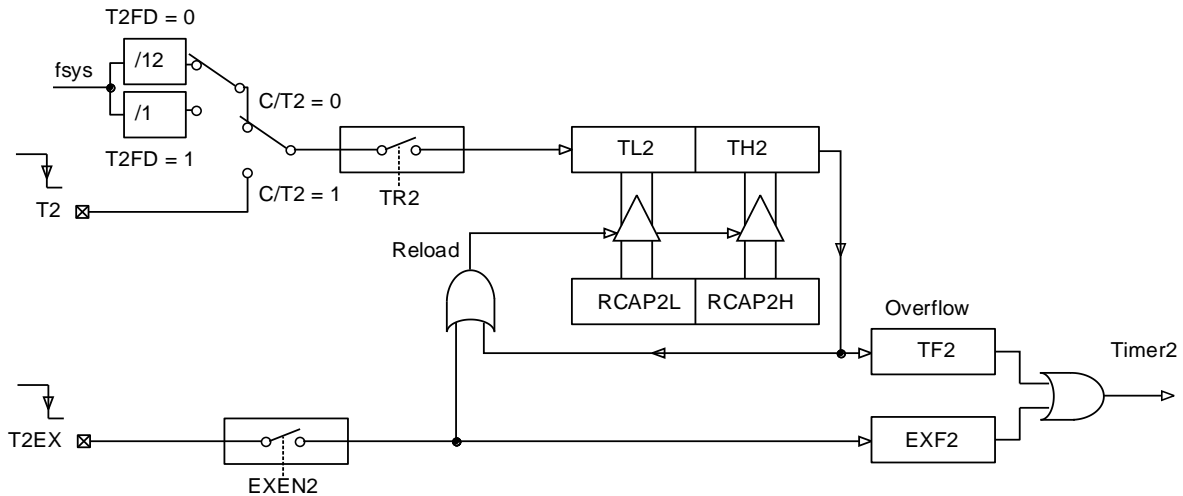 T2FD = 0
/12
fsys
/1
C/T2 = 0
T2FD = 1
TL2
TH2
C/T2 = 1
TR2
T2
Reload
RCAP2L
RCAP2H
Overflow
TF2
Timer2
T2EX
EXF2
EXEN2